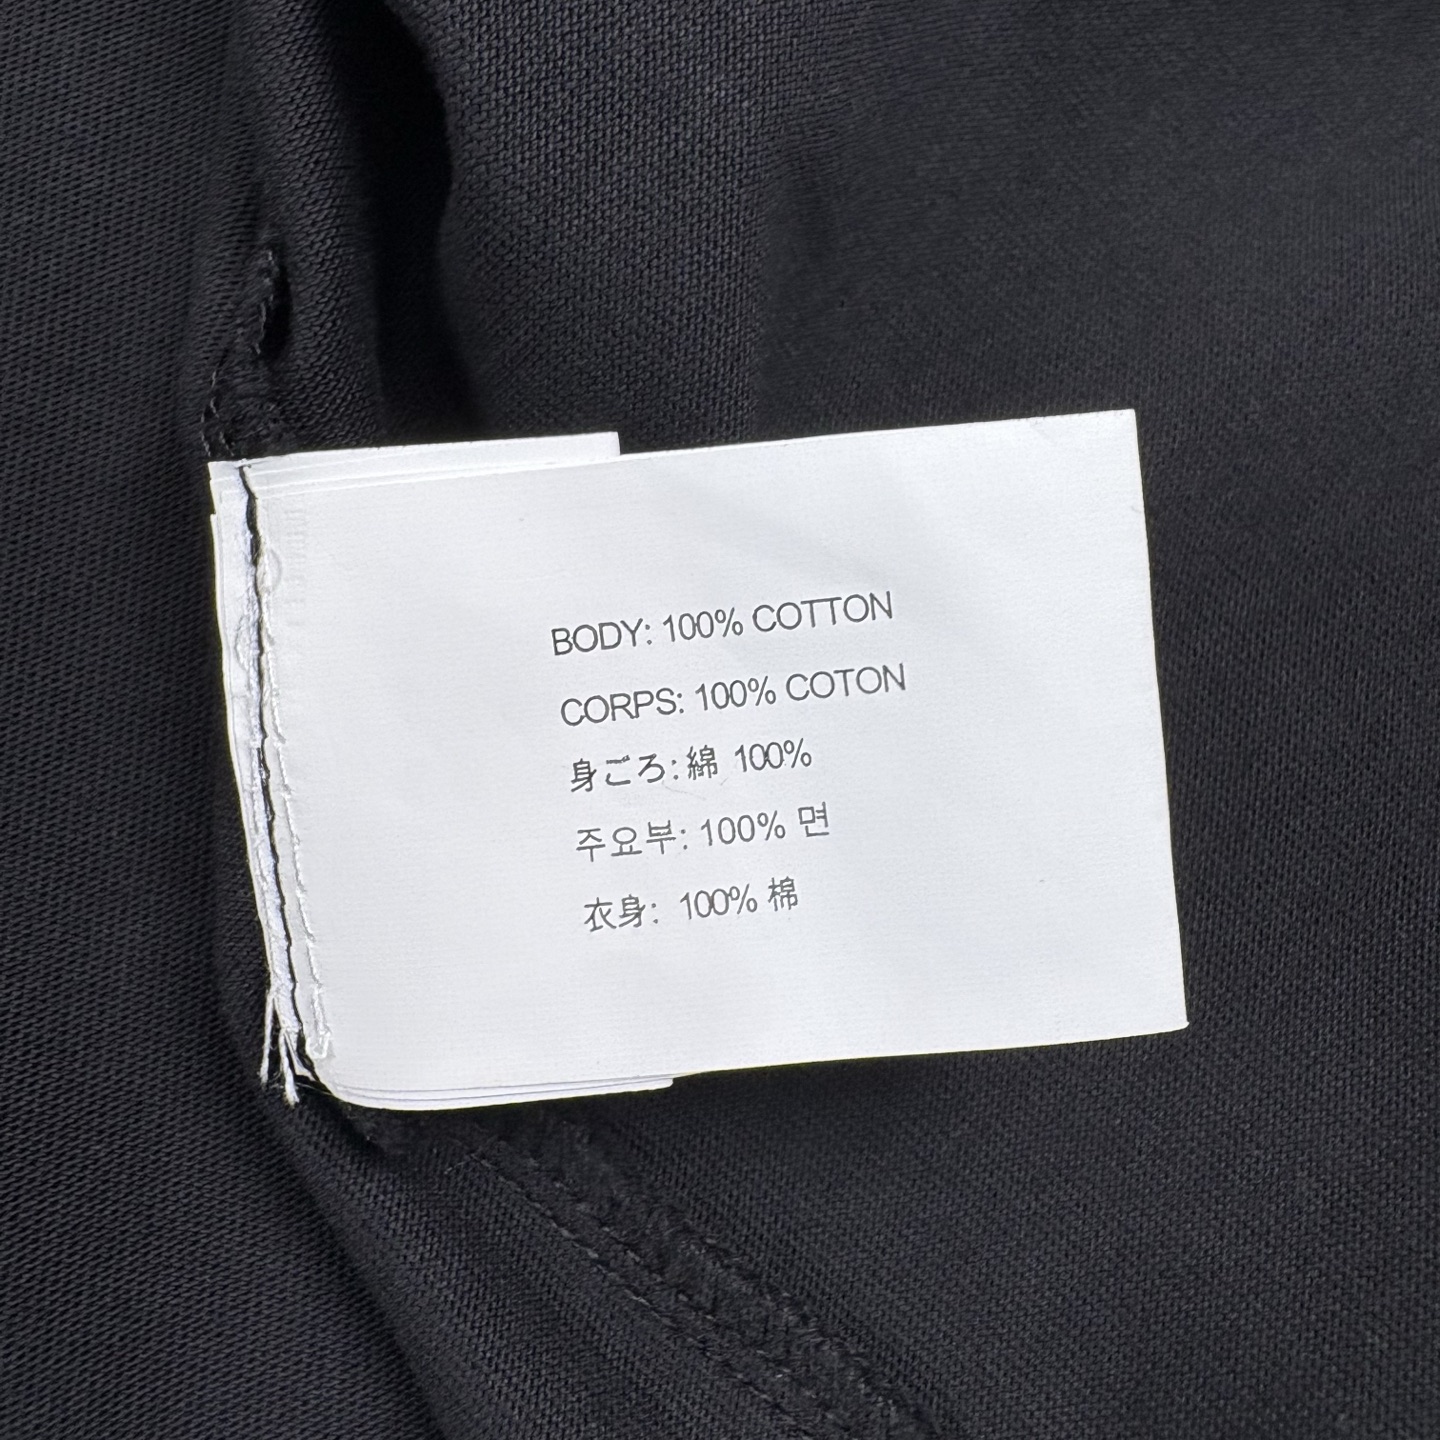 BODY: 100% COTTON
CORPS: 100% COTON
身ごろ: 綿 100%
주요부: 100% 면
衣身: 100% 棉